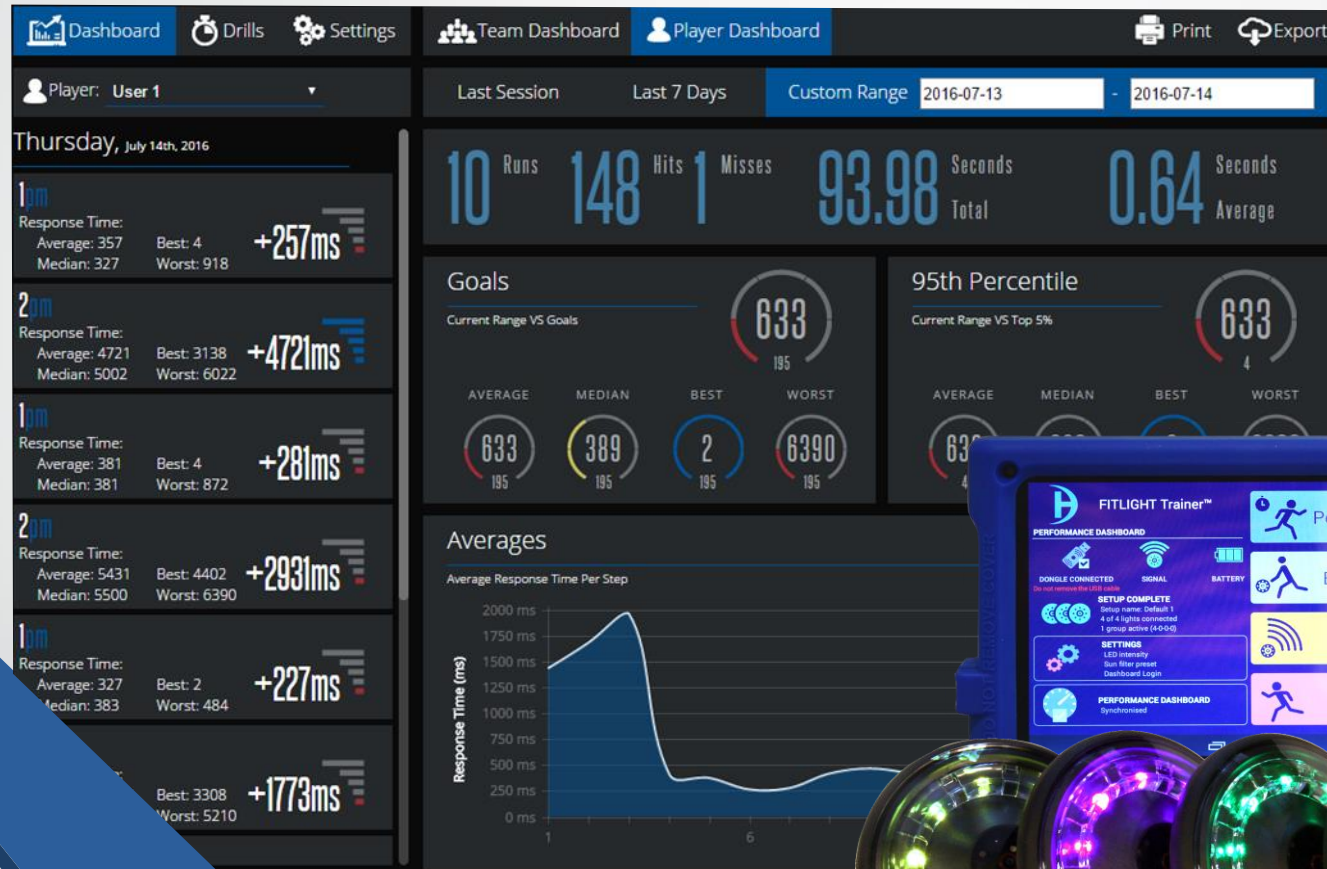 Dashboard Drills Settings
Team Dashboard Player Dashboard Print Export
Player: User 1
Last Session Last 7 Days Custom Range 2016-07-13 - 2016-07-14
Thursday, July 14th, 2016
1pm
Response Time:
Average: 357 Best: 4
Median: 327 Worst: 918
+257ms
2pm
Response Time:
Average: 4721 Best: 3138
Median: 5002 Worst: 6022
+4721ms
1pm
Response Time:
Average: 381 Best: 4
Median: 381 Worst: 872
+281ms
2pm
Response Time:
Average: 5431 Best: 4402
Median: 5500 Worst: 6390
+2931ms
1pm
Response Time:
Average: 327 Best: 2
Median: 383 Worst: 484
+227ms
Best: 3308
Worst: 5210
+1773ms
10 Runs 148 Hits 1 Misses 93.98 Seconds Total 0.64 Seconds Average
Goals
Current Range VS Goals
633
195
AVERAGE MEDIAN BEST WORST
633 389 2 6390
195 195 195 195
95th Percentile
Current Range VS Top 5%
633
4
AVERAGE MEDIAN BEST WORST
Averages
Average Response Time Per Step
Response Time (ms)
2000 ms
1750 ms
1500 ms
1250 ms
1000 ms
750 ms
500 ms
250 ms
0 ms
1 6
DO NOT REMOVE COVER
FITLIGHT Trainer™
PERFORMANCE DASHBOARD
DONGLE CONNECTED SIGNAL BATTERY
Do not remove the USB cable
SETUP COMPLETE
Setup name: Default 1
4 of 4 lights connected
1 group active (4-0-0-0)
SETTINGS
LED intensity
Sun filter preset
Dashboard Login
PERFORMANCE DASHBOARD
Synchronised